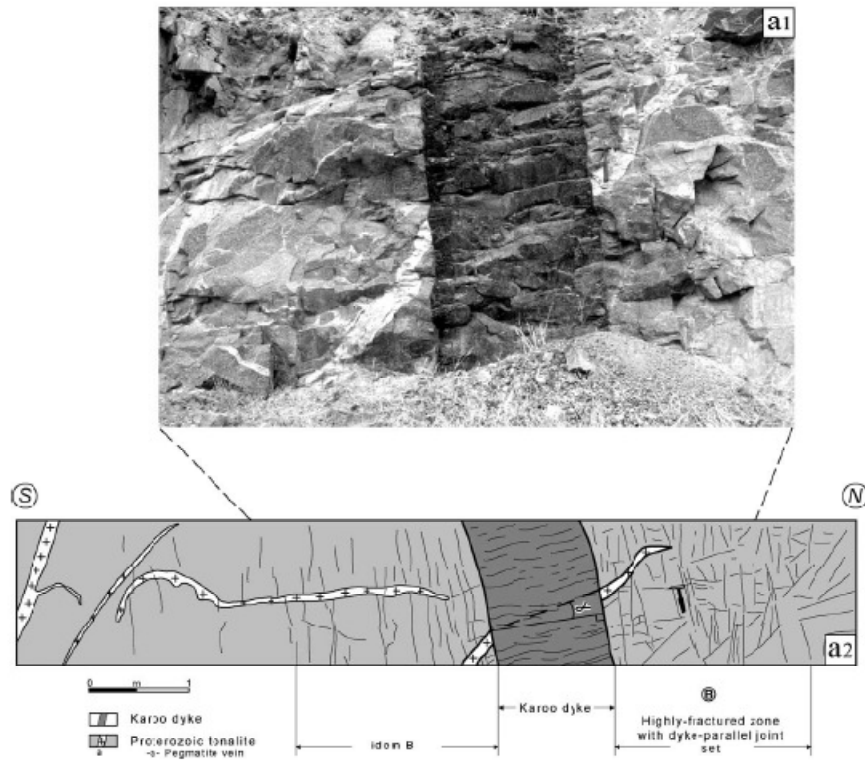 a1
S
N
a2
0 m 1
Karoo dyke
Karoo dyke
B
Proterozoic tonalite
a -o- Pegmatite vein
Highly-fractured zone
with dyke-parallel joint
set
idom B